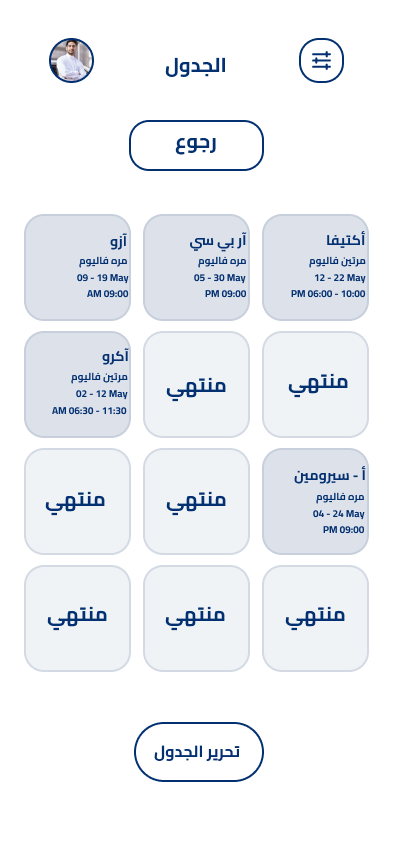 الجدول
رجوع
أكتيفا
مرتين فاليوم
12 - 22 May
PM 06:00 - 10:00
آر بي سي
مره فاليوم
05 - 30 May
PM 09:00
آزو
مره فاليوم
09 - 19 May
AM 09:00
منتهي
منتهي
آكرو
مرتين فاليوم
02 - 12 May
AM 06:30 - 11:30
أ - سيرومين
مره فاليوم
04 - 24 May
PM 09:00
منتهي
منتهي
منتهي
منتهي
منتهي
تحرير الجدول